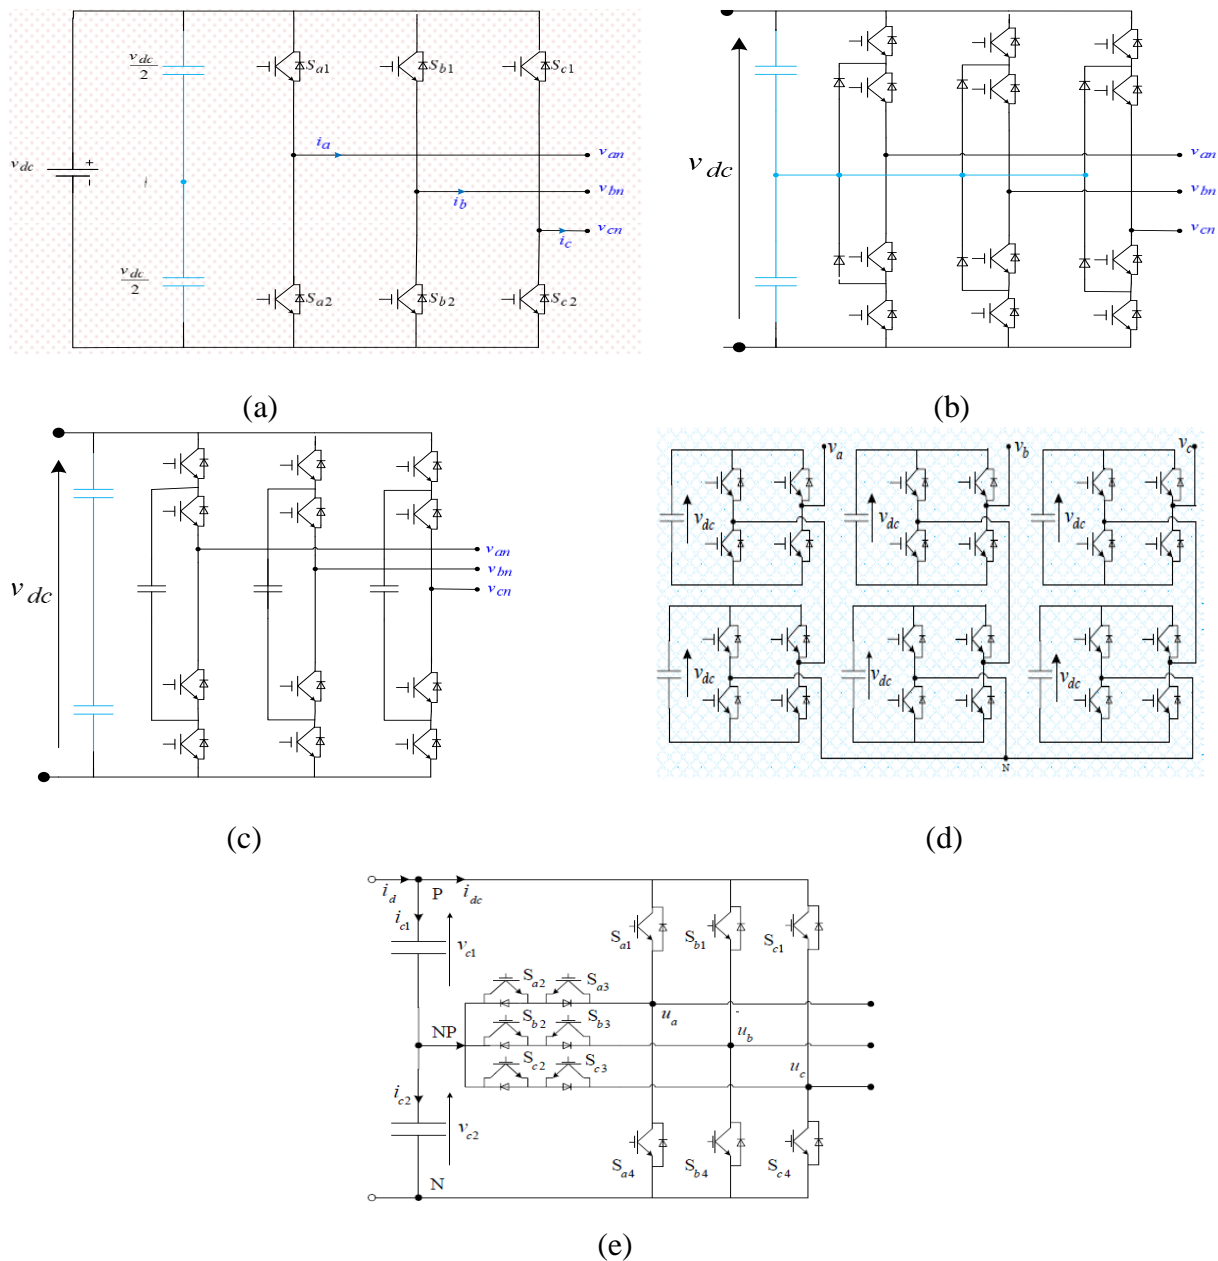 v_dc/2
S_a1
S_b1
S_c1
v_dc
+
-
i_a
v_an
i_b
v_bn
i_c
v_cn
v_dc/2
S_a2
S_b2
S_c2
(a)
v_dc
v_an
v_bn
v_cn
(b)
v_dc
v_an
v_bn
v_cn
(c)
v_a
v_b
v_c
v_dc
v_dc
v_dc
v_dc
v_dc
v_dc
N
(d)
i_d
P
i_dc
i_c1
v_c1
S_a1
S_b1
S_c1
S_a2
S_a3
u_a
NP
S_b2
S_b3
u_b
S_c2
S_c3
u_c
i_c2
v_c2
S_a4
S_b4
S_c4
N
(e)